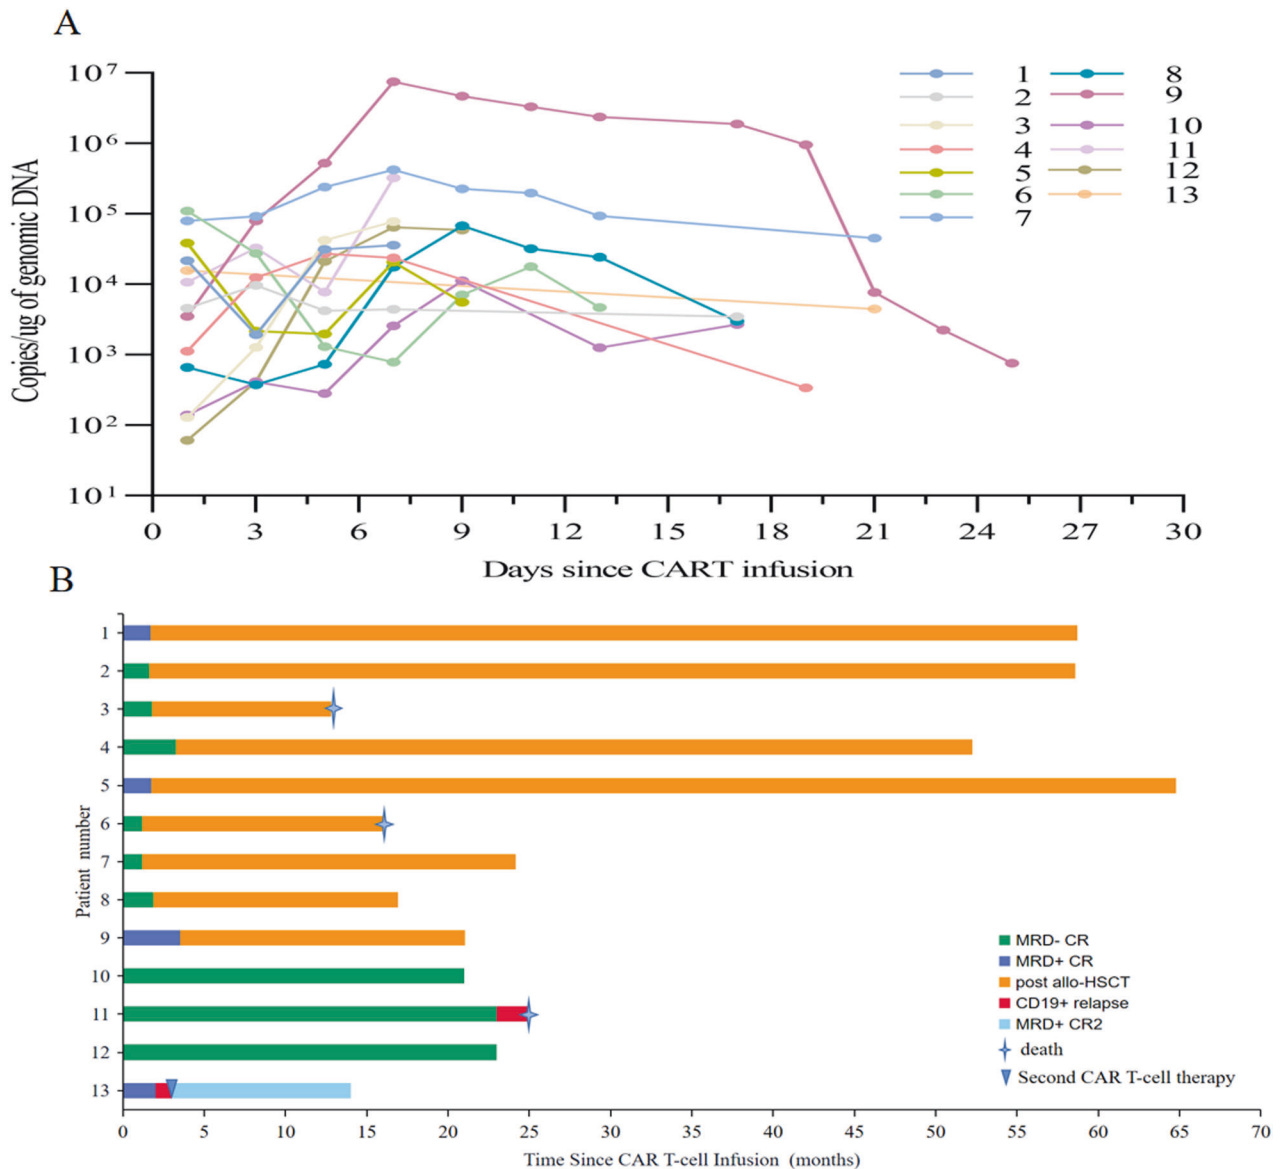 A
10⁷
10⁶
10⁵
10⁴
10³
10²
10¹
Copies/ug of genomic DNA
0 3 6 9 12 15 18 21 24 27 30
Days since CART infusion
1 8
2 9
3 10
4 11
5 12
6 13
7
B
1
2
3
4
5
6
7
8
9
10
11
12
13
Patient number
MRD- CR
MRD+ CR
post allo-HSCT
CD19+ relapse
MRD+ CR2
death
Second CAR T-cell therapy
0 5 10 15 20 25 30 35 40 45 50 55 60 65 70
Time Since CAR T-cell Infusion (months)